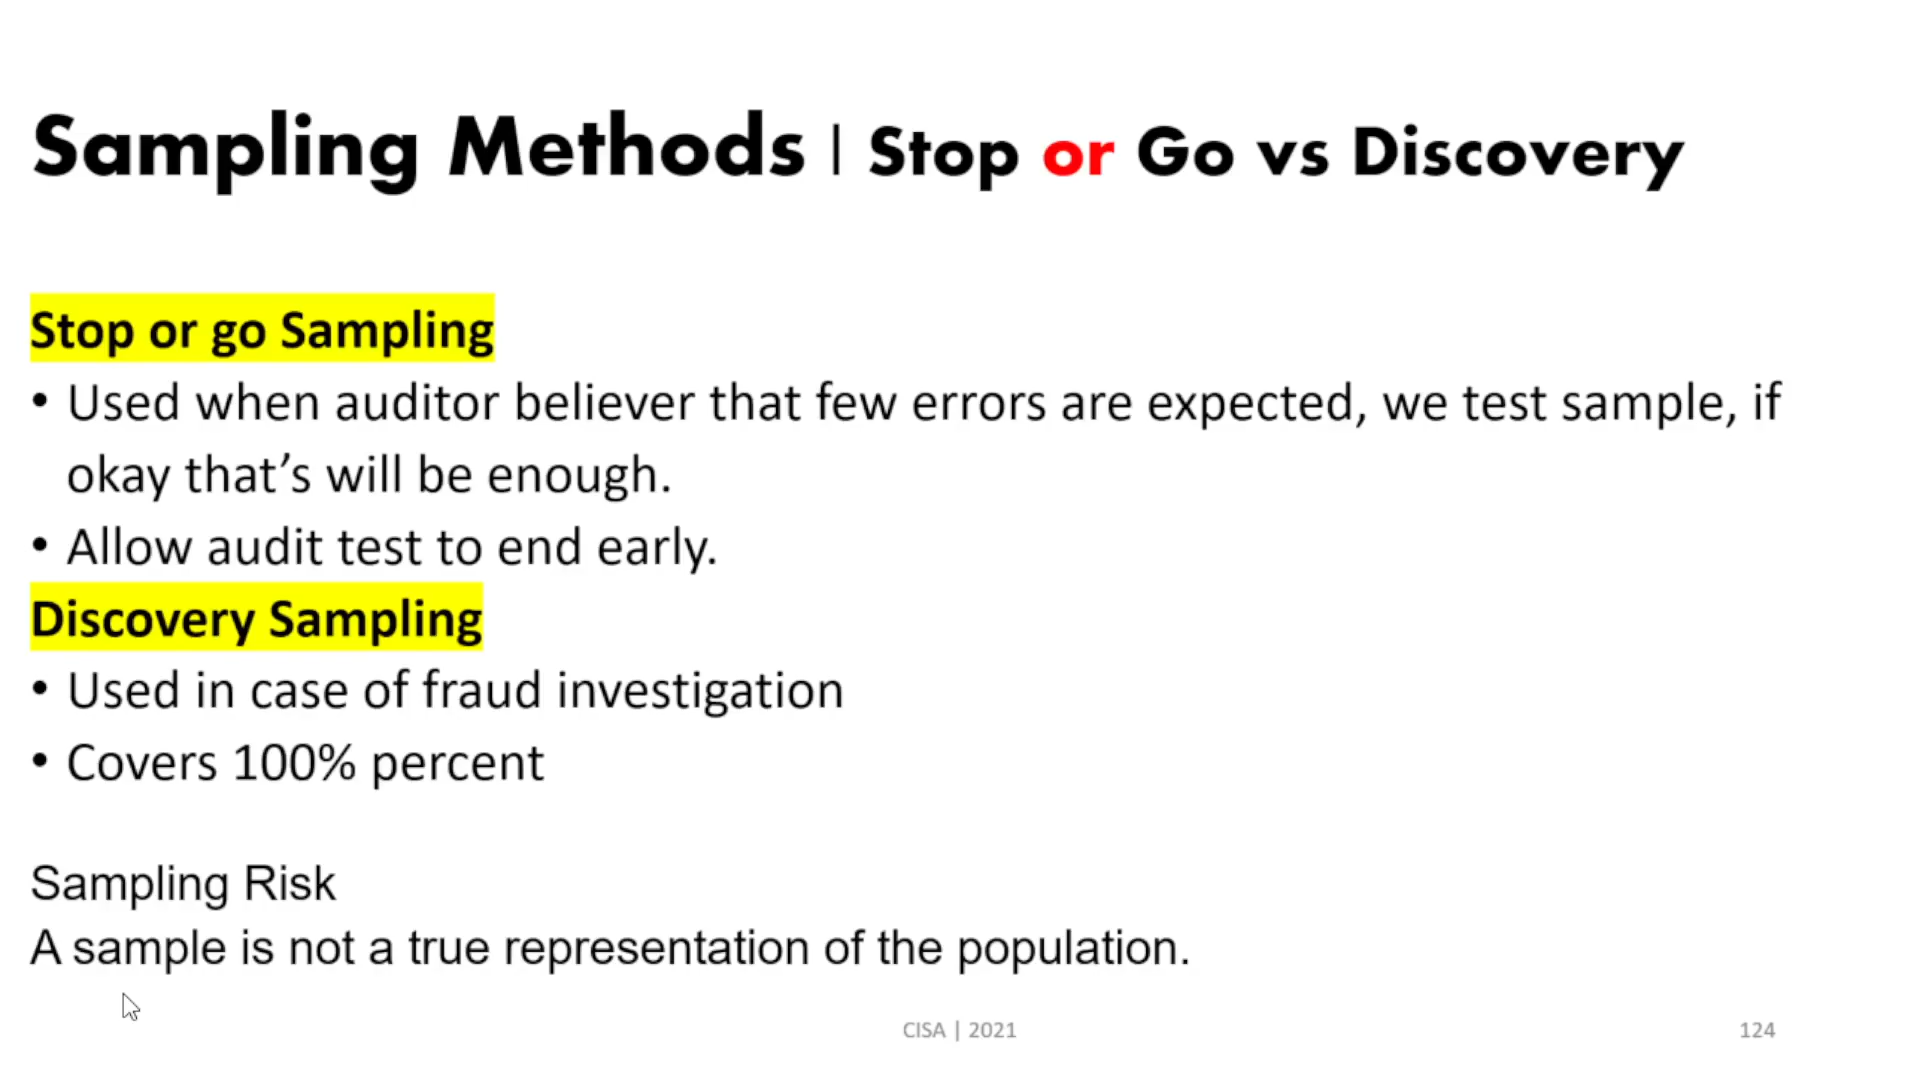 Sampling Methods | Stop or Go vs Discovery
Stop or go Sampling
• Used when auditor believer that few errors are expected, we test sample, if
okay that’s will be enough.
• Allow audit test to end early.
Discovery Sampling
• Used in case of fraud investigation
• Covers 100% percent
Sampling Risk
A sample is not a true representation of the population.
CISA | 2021
124